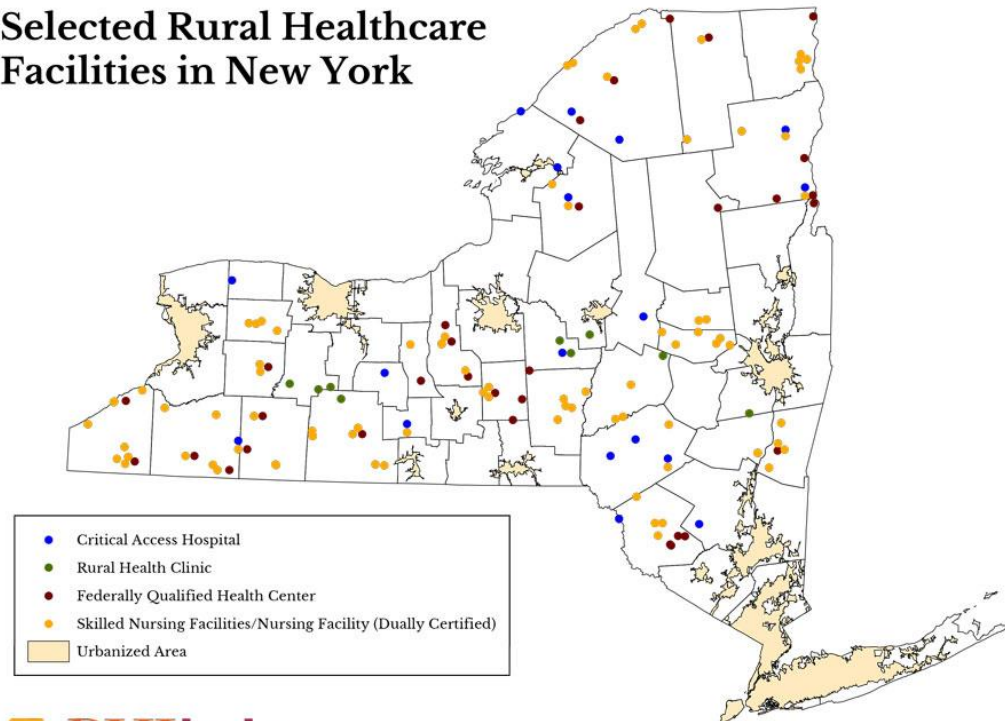 Selected Rural Healthcare
Facilities in New York
Critical Access Hospital
Rural Health Clinic
Federally Qualified Health Center
Skilled Nursing Facilities/Nursing Facility (Dually Certified)
Urbanized Area